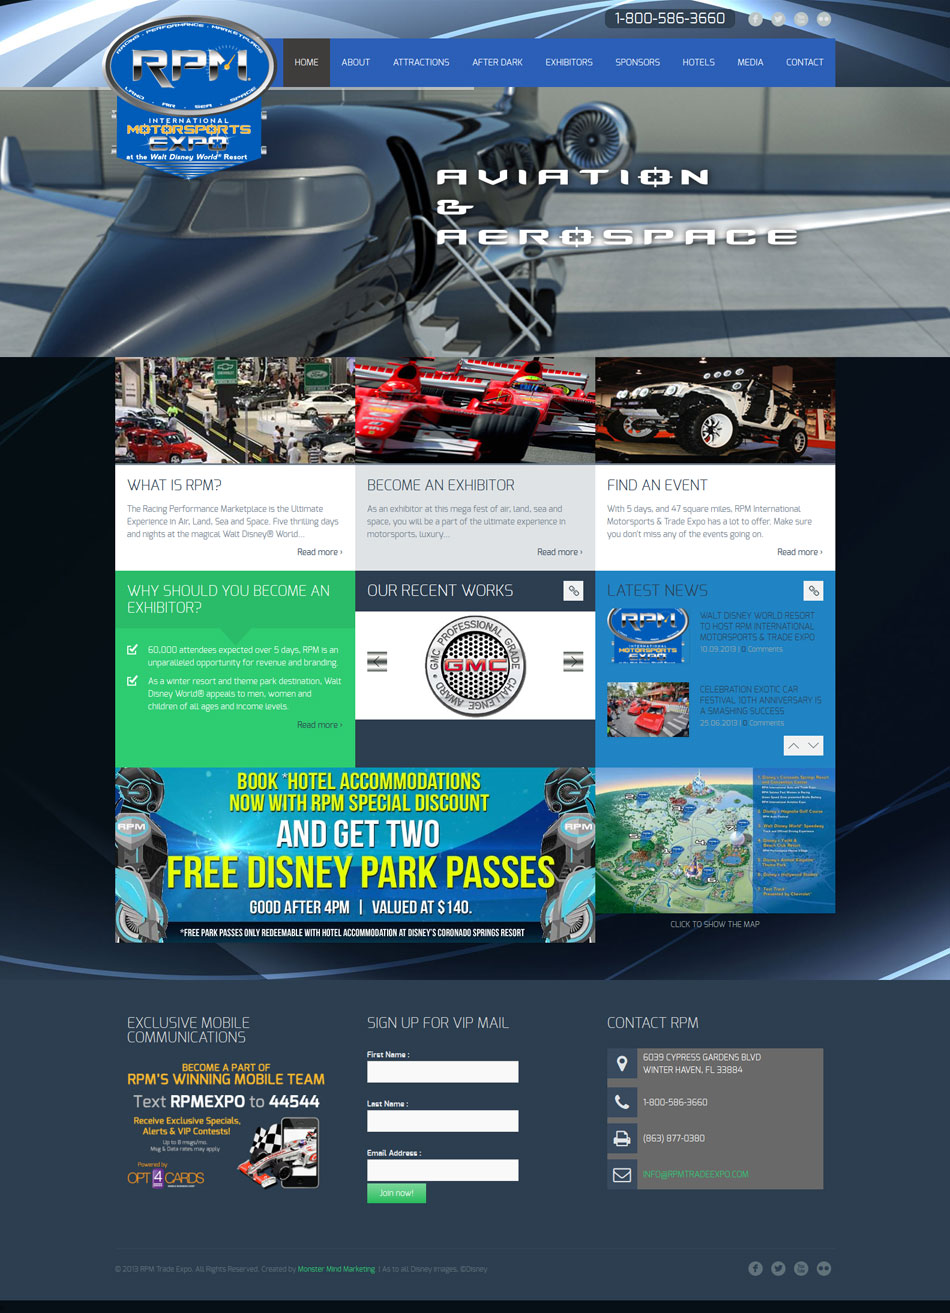 1-800-586-3660
RACING · PERFORMANCE · MARKETPLACE
RPM
LAND · AIR · SEA · SPACE
INTERNATIONAL
MOTORSPORTS
EXPO
at the Walt Disney World® Resort
HOME
ABOUT
ATTRACTIONS
AFTER DARK
EXHIBITORS
SPONSORS
HOTELS
MEDIA
CONTACT
AVIATION
&
AEROSPACE
WHAT IS RPM?
The Racing Performance Marketplace is the Ultimate
Experience in Air, Land, Sea and Space. Five thrilling days
and nights at the magical Walt Disney® World…
Read more ›
BECOME AN EXHIBITOR
As an exhibitor at this mega fest of air, land, sea and
space, you will be a part of the ultimate experience in
motorsports, luxury…
Read more ›
FIND AN EVENT
With 5 days, and 47 square miles, RPM International
Motorsports & Trade Expo has a lot to offer. Make sure
you don't miss any of the events going on.
Read more ›
WHY SHOULD YOU BECOME AN
EXHIBITOR?
60,000 attendees expected over 5 days, RPM is an
unparalleled opportunity for revenue and branding.
As a winter resort and theme park destination, Walt
Disney World® appeals to men, women and
children of all ages and income levels.
Read more ›
OUR RECENT WORKS
GMC PROFESSIONAL GRADE
GMC
CHALLENGE AWARD
LATEST NEWS
RPM
MOTORSPORTS
WALT DISNEY WORLD RESORT
TO HOST RPM INTERNATIONAL
MOTORSPORTS & TRADE EXPO
10.09.2013 | 0 Comments
CELEBRATION EXOTIC CAR
FESTIVAL 10TH ANNIVERSARY IS
A SMASHING SUCCESS
25.06.2013 | 0 Comments
BOOK *HOTEL ACCOMMODATIONS
NOW WITH RPM SPECIAL DISCOUNT
AND GET TWO
FREE DISNEY PARK PASSES
GOOD AFTER 4PM | VALUED AT $140.
*FREE PARK PASSES ONLY REDEEMABLE WITH HOTEL ACCOMMODATION AT DISNEY'S CORONADO SPRINGS RESORT
RPM
RPM
CLICK TO SHOW THE MAP
EXCLUSIVE MOBILE
COMMUNICATIONS
BECOME A PART OF
RPM'S WINNING MOBILE TEAM
Text RPMEXPO to 44544
Receive Exclusive Specials,
Alerts & VIP Contests!
Up to 8 msgs/mo.
Msg & Data rates may apply
Powered by
OPT 4 CARDS
SIGN UP FOR VIP MAIL
First Name :
Last Name :
Email Address :
Join now!
CONTACT RPM
6039 CYPRESS GARDENS BLVD
WINTER HAVEN, FL 33884
1-800-586-3660
(863) 877-0380
INFO@RPMTRADEEXPO.COM
© 2013 RPM Trade Expo. All Rights Reserved. Created by Monster Mind Marketing. | As to all Disney Images, ©Disney